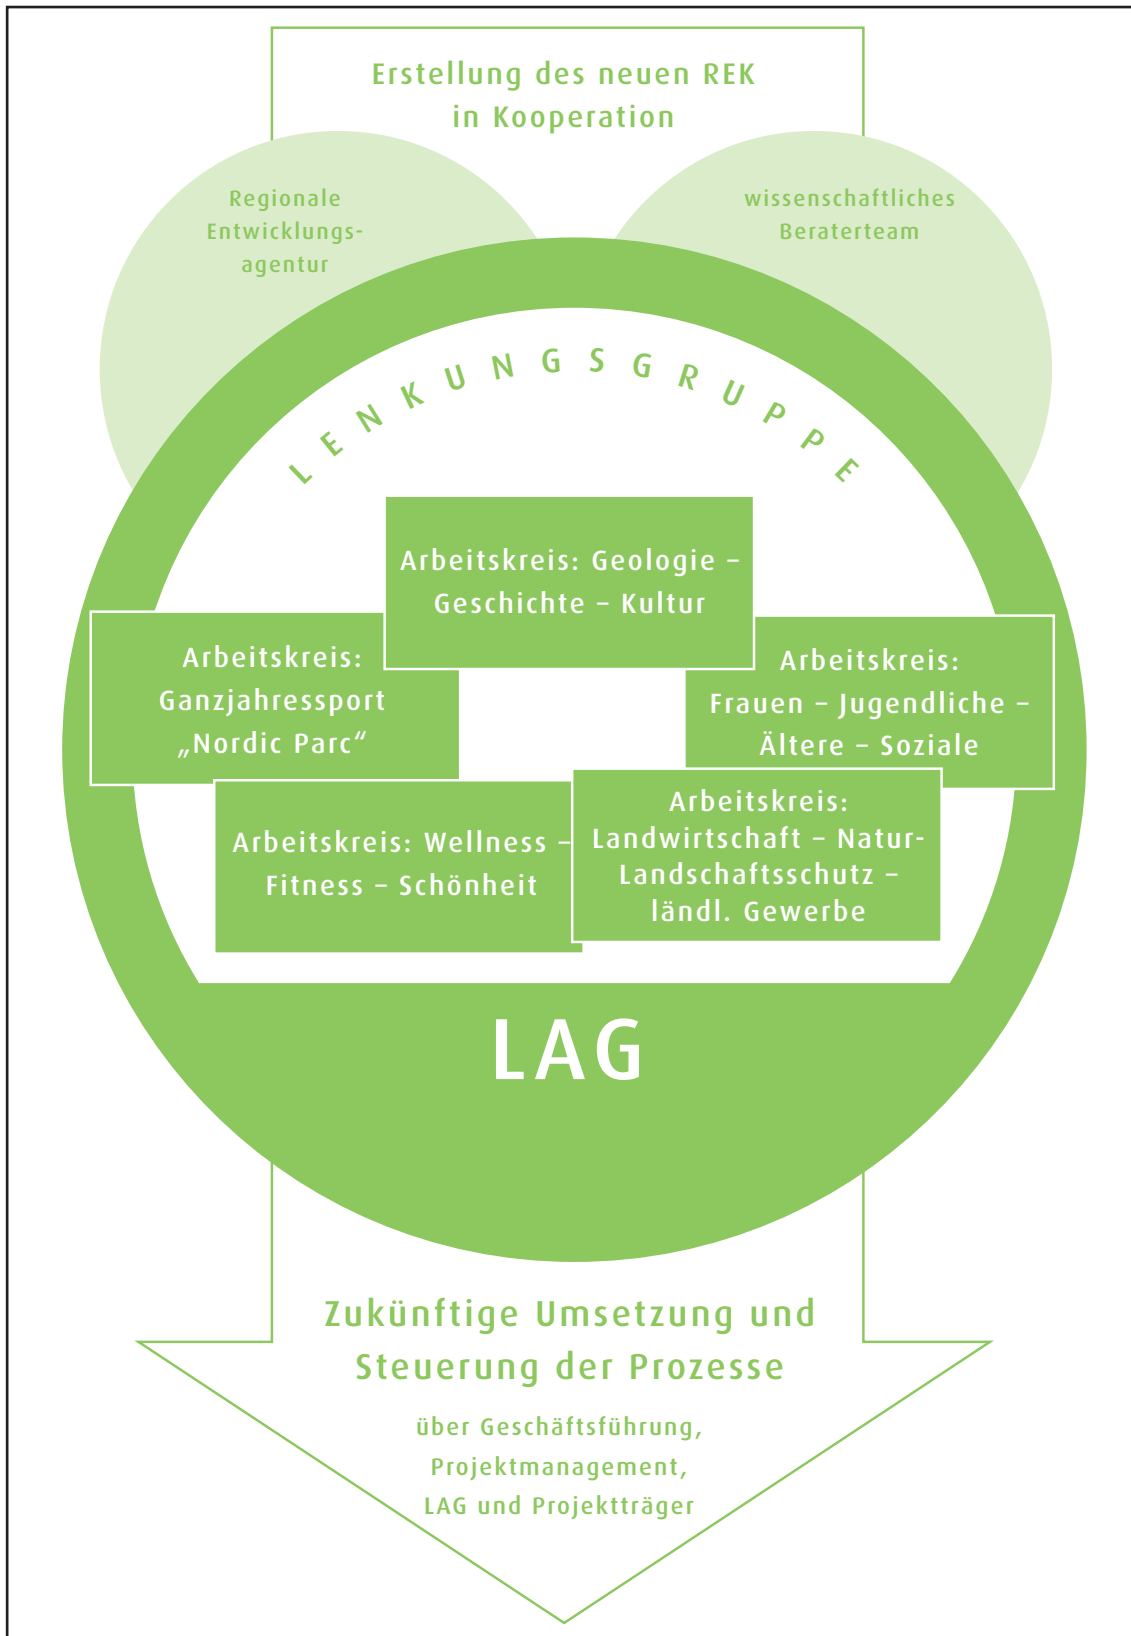 Erstellung des neuen REK
in Kooperation
Regionale
Entwicklungs-
agentur
wissenschaftliches
Beraterteam
LENKUNGSGRUPPE
Arbeitskreis: Geologie –
Geschichte – Kultur
Arbeitskreis:
Ganzjahressport
„Nordic Parc“
Arbeitskreis:
Frauen – Jugendliche –
Ältere – Soziale
Arbeitskreis: Wellness –
Fitness – Schönheit
Arbeitskreis:
Landwirtschaft – Natur-
Landschaftsschutz –
ländl. Gewerbe
LAG
Zukünftige Umsetzung und
Steuerung der Prozesse
über Geschäftsführung,
Projektmanagement,
LAG und Projektträger